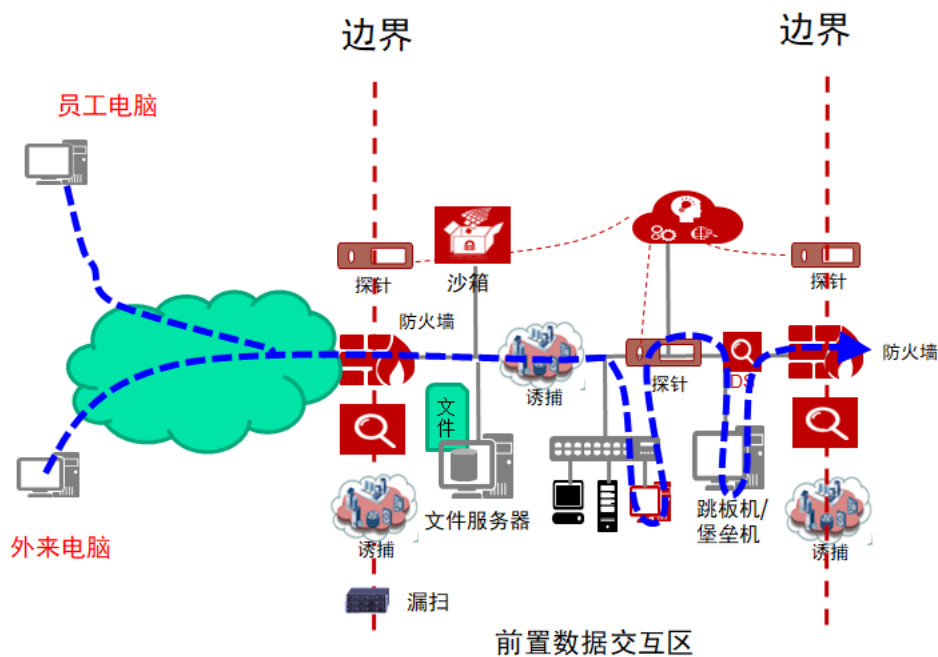 边界
边界
员工电脑
探针
沙箱
探针
防火墙
防火墙
诱捕
探针
DS
文
件
文件服务器
跳板机/
堡垒机
外来电脑
诱捕
诱捕
漏扫
前置数据交互区